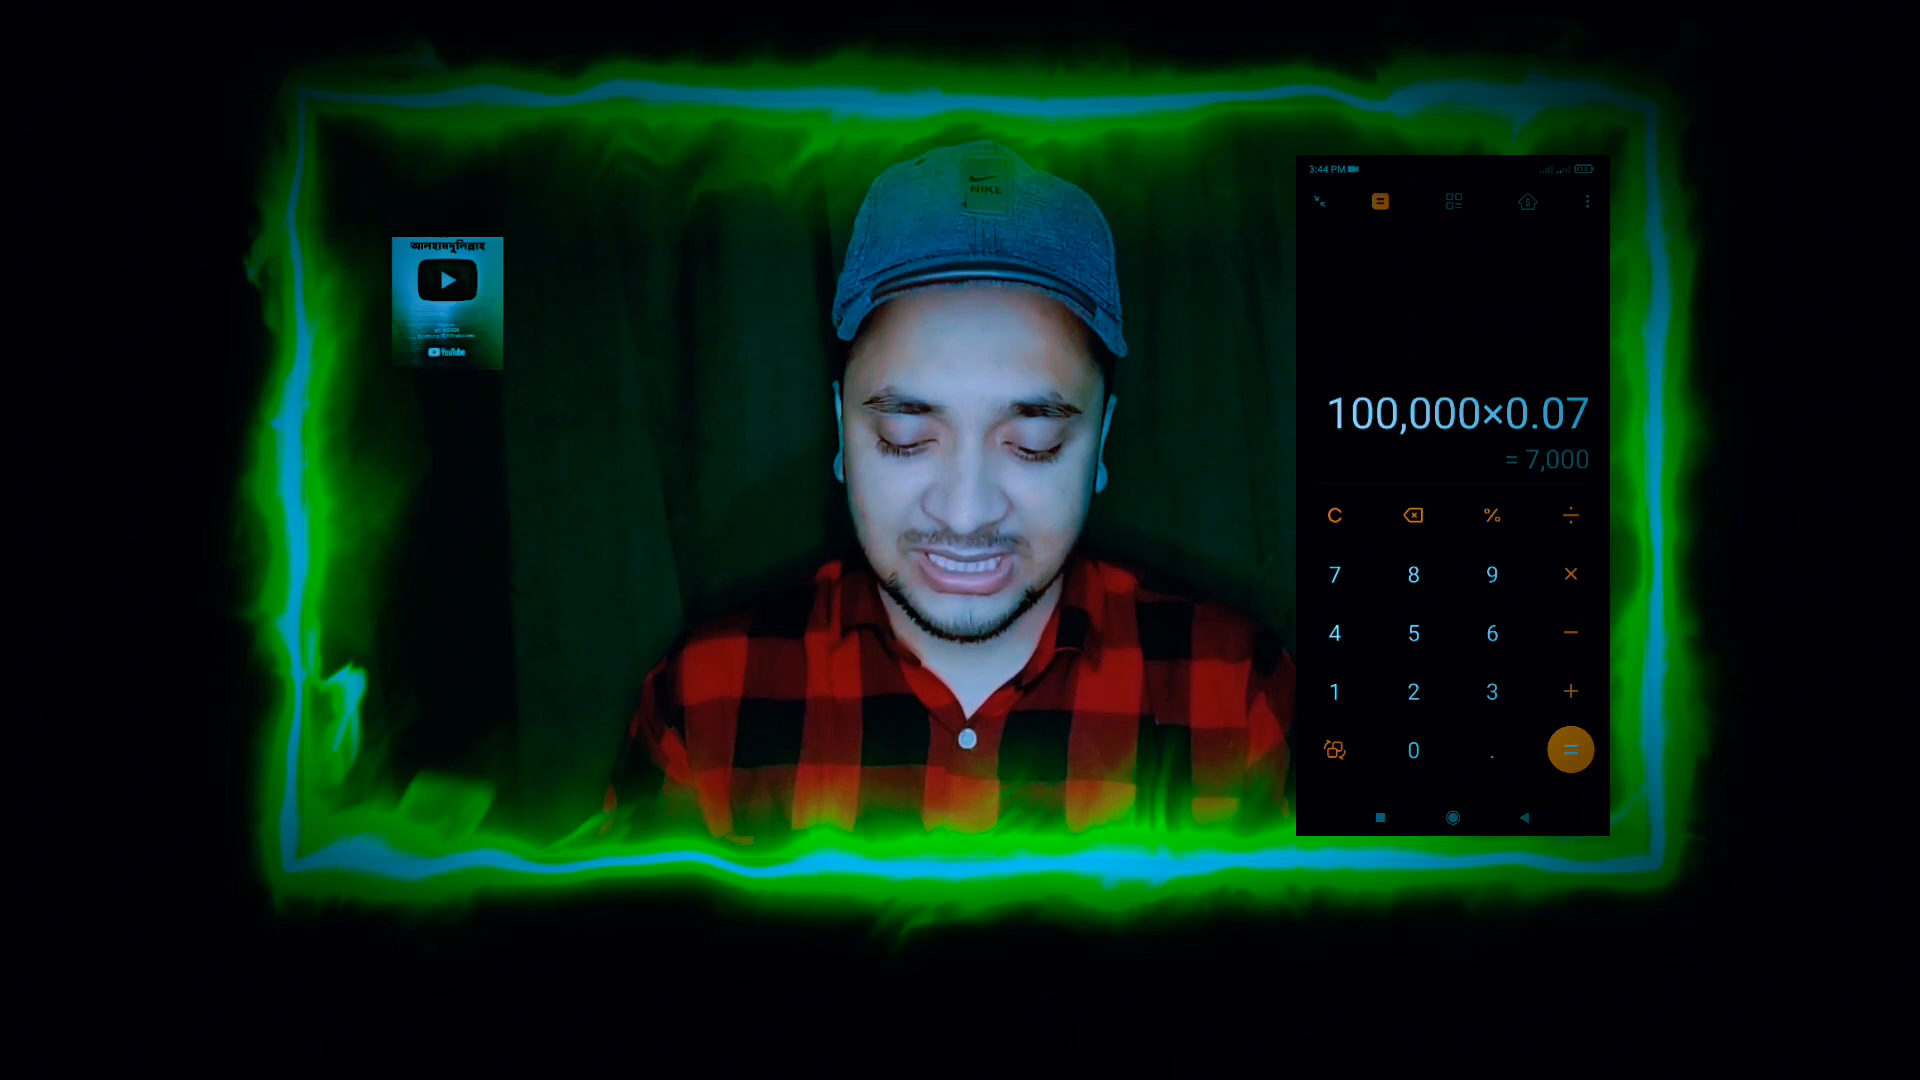 আলহামদুলিল্লাহ
YouTube
NIKE
3:44 PM
100,000×0.07
= 7,000
C % ÷
7 8 9 ×
4 5 6 −
1 2 3 +
0 . =